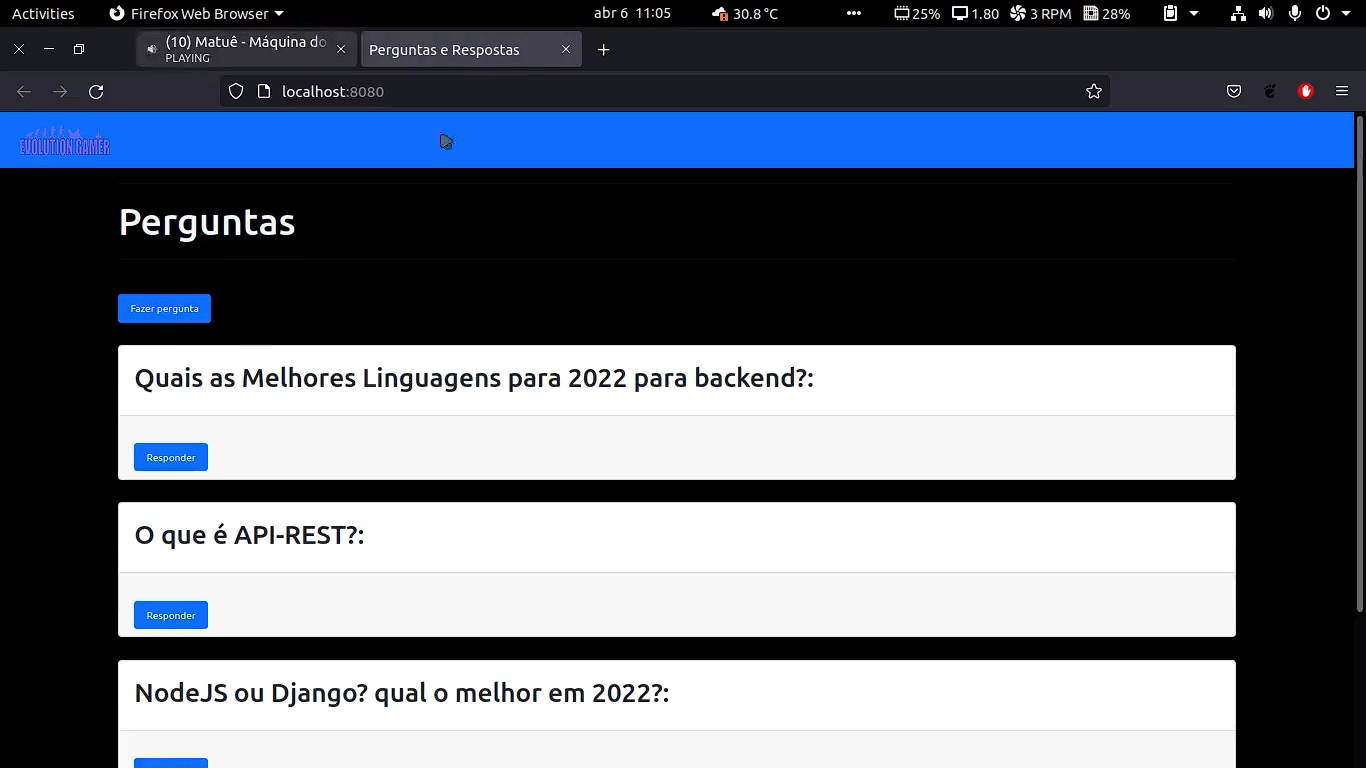 Activities Firefox Web Browser abr 6 11:05 30.8 °C 25% 1.80 3 RPM 28%
(10) Matuê - Máquina do
PLAYING
Perguntas e Respostas
localhost:8080
EVOLUTION GAMER
Perguntas
Fazer pergunta
Quais as Melhores Linguagens para 2022 para backend?:
Responder
O que é API-REST?:
Responder
NodeJS ou Django? qual o melhor em 2022?: